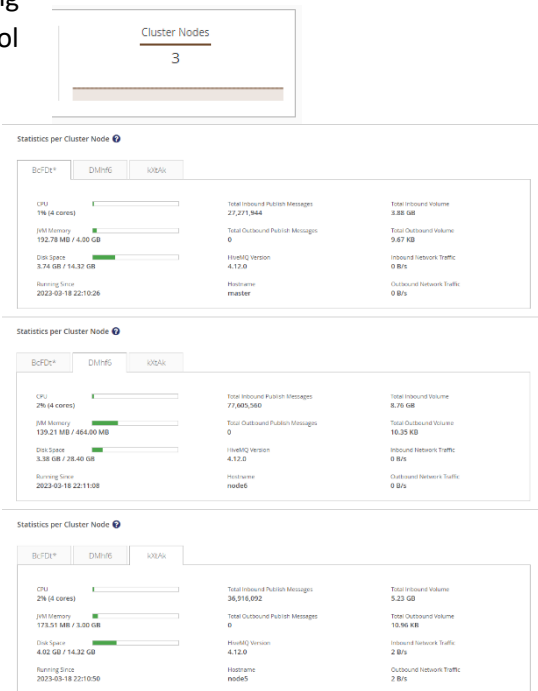 ng
ol
Cluster Nodes
3
Statistics per Cluster Node ?
BcFDt* DMhf6 kXtAk
CPU Total Inbound Publish Messages Total Inbound Volume
1% (4 cores) 27,271,944 3.88 GB
JVM Memory Total Outbound Publish Messages Total Outbound Volume
192.78 MB / 4.00 GB 0 9.67 KB
Disk Space HiveMQ Version Inbound Network Traffic
3.74 GB / 14.32 GB 4.12.0 0 B/s
Running Since Hostname Outbound Network Traffic
2023-03-18 22:10:26 master 0 B/s
Statistics per Cluster Node ?
BcFDt* DMhf6 kXtAk
CPU Total Inbound Publish Messages Total Inbound Volume
2% (4 cores) 77,605,560 8.76 GB
JVM Memory Total Outbound Publish Messages Total Outbound Volume
139.21 MB / 464.00 MB 0 10.35 KB
Disk Space HiveMQ Version Inbound Network Traffic
3.38 GB / 28.40 GB 4.12.0 0 B/s
Running Since Hostname Outbound Network Traffic
2023-03-18 22:11:08 node6 0 B/s
Statistics per Cluster Node ?
BcFDt* DMhf6 kXtAk
CPU Total Inbound Publish Messages Total Inbound Volume
2% (4 cores) 36,916,092 5.23 GB
JVM Memory Total Outbound Publish Messages Total Outbound Volume
173.51 MB / 3.00 GB 0 10.96 KB
Disk Space HiveMQ Version Inbound Network Traffic
4.02 GB / 14.32 GB 4.12.0 2 B/s
Running Since Hostname Outbound Network Traffic
2023-03-18 22:10:50 node5 2 B/s